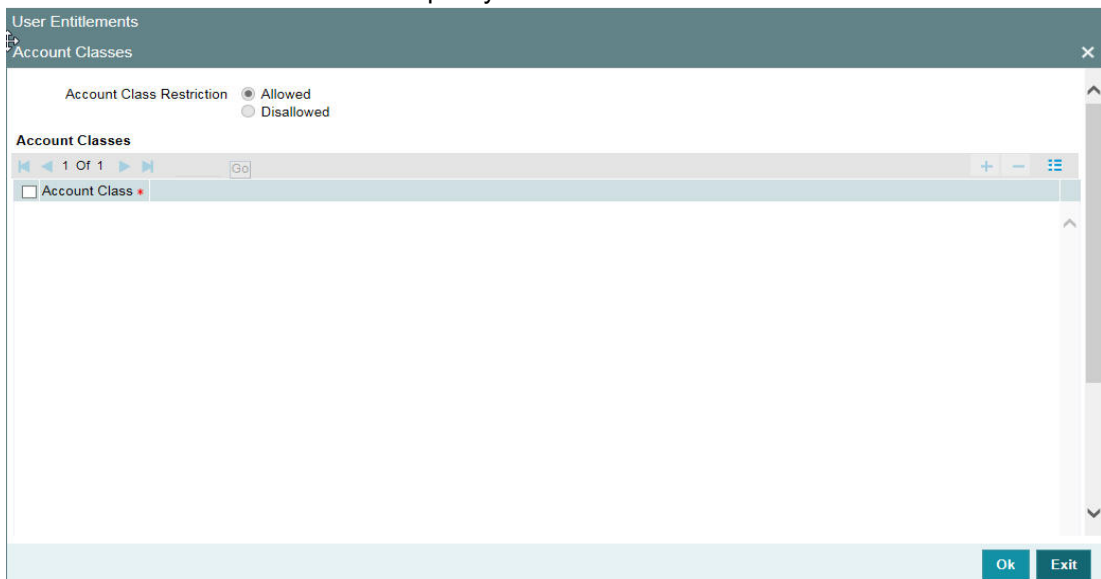 User Entitlements
Account Classes
Account Class Restriction Allowed
Disallowed
Account Classes
1 Of 1 Go
Account Class *
Ok Exit